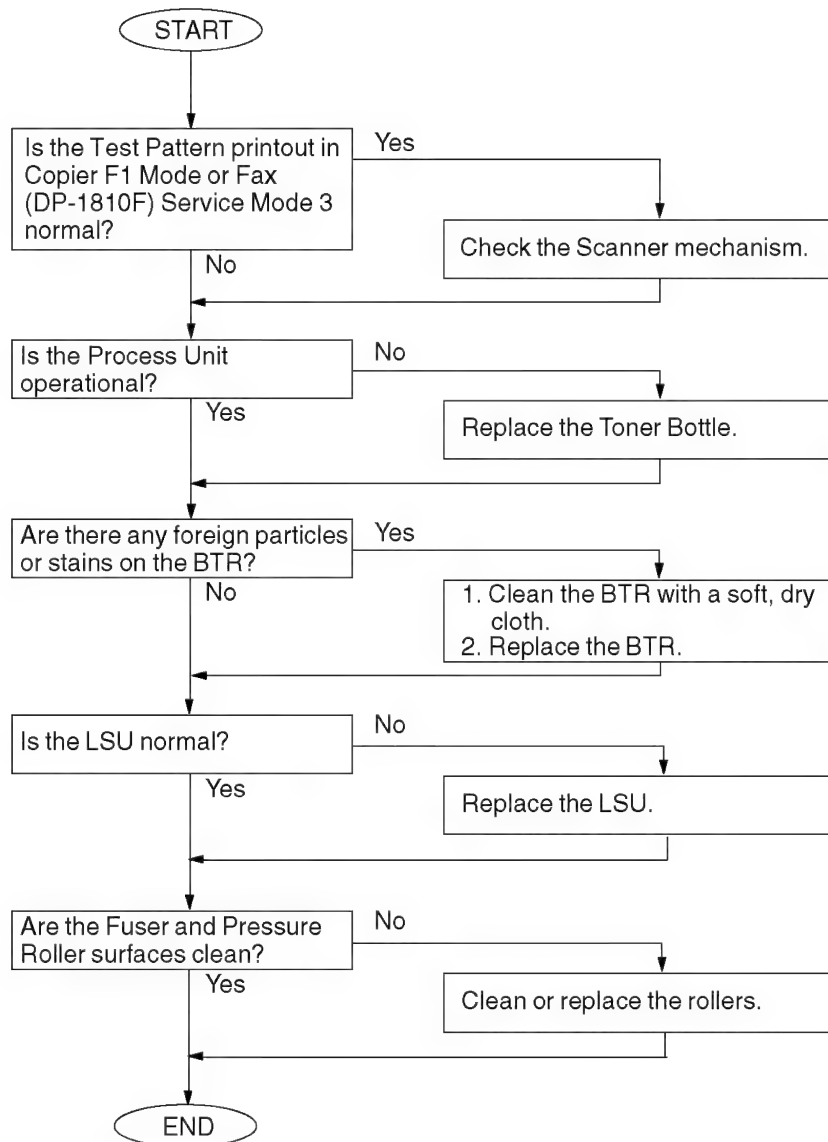 START
Is the Test Pattern printout in
Copier F1 Mode or Fax
(DP-1810F) Service Mode 3
normal?
Yes
Check the Scanner mechanism.
No
Is the Process Unit
operational?
No
Replace the Toner Bottle.
Yes
Are there any foreign particles
or stains on the BTR?
Yes
1. Clean the BTR with a soft, dry
cloth.
2. Replace the BTR.
No
Is the LSU normal?
No
Replace the LSU.
Yes
Are the Fuser and Pressure
Roller surfaces clean?
No
Clean or replace the rollers.
Yes
END